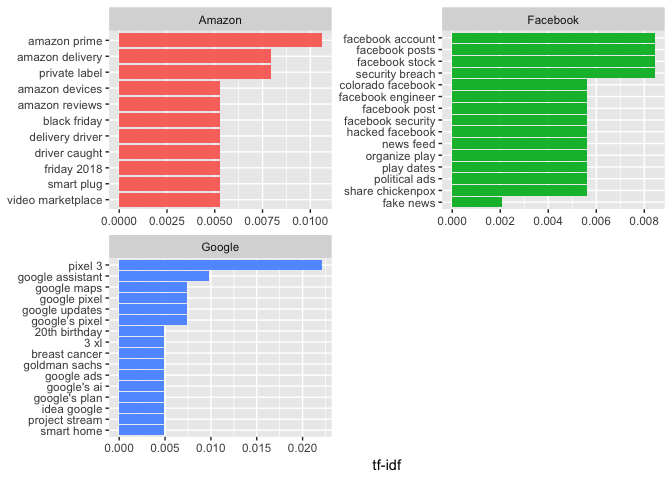 Amazon
amazon prime
amazon delivery
private label
amazon devices
amazon reviews
black friday
delivery driver
driver caught
friday 2018
smart plug
video marketplace
0.0000 0.0025 0.0050 0.0075 0.0100
Facebook
facebook account
facebook posts
facebook stock
security breach
colorado facebook
facebook engineer
facebook post
facebook security
hacked facebook
news feed
organize play
play dates
political ads
share chickenpox
fake news
0.000 0.002 0.004 0.006 0.008
Google
pixel 3
google assistant
google maps
google pixel
google updates
google's pixel
20th birthday
3 xl
breast cancer
goldman sachs
google ads
google's ai
google's plan
idea google
project stream
smart home
0.000 0.005 0.010 0.015 0.020
tf-idf